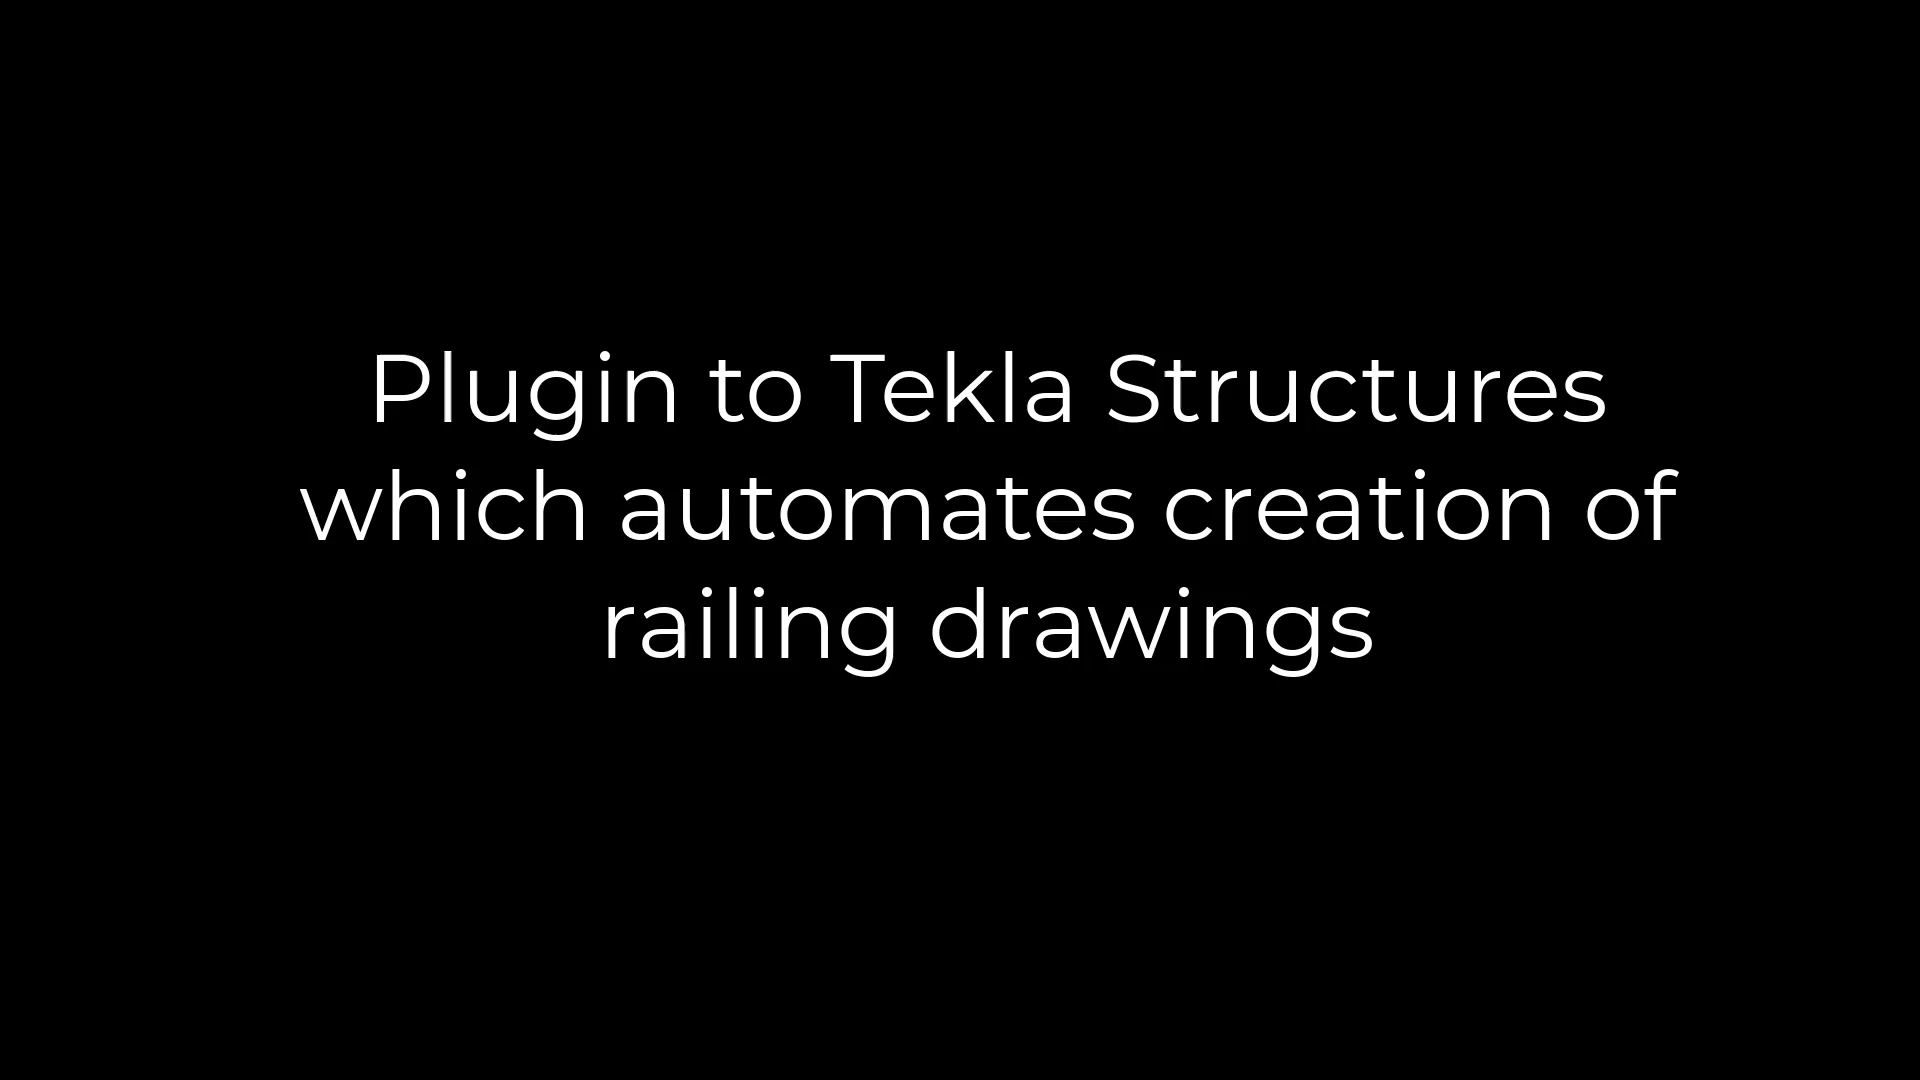 Plugin to Tekla Structures
which automates creation of
railing drawings